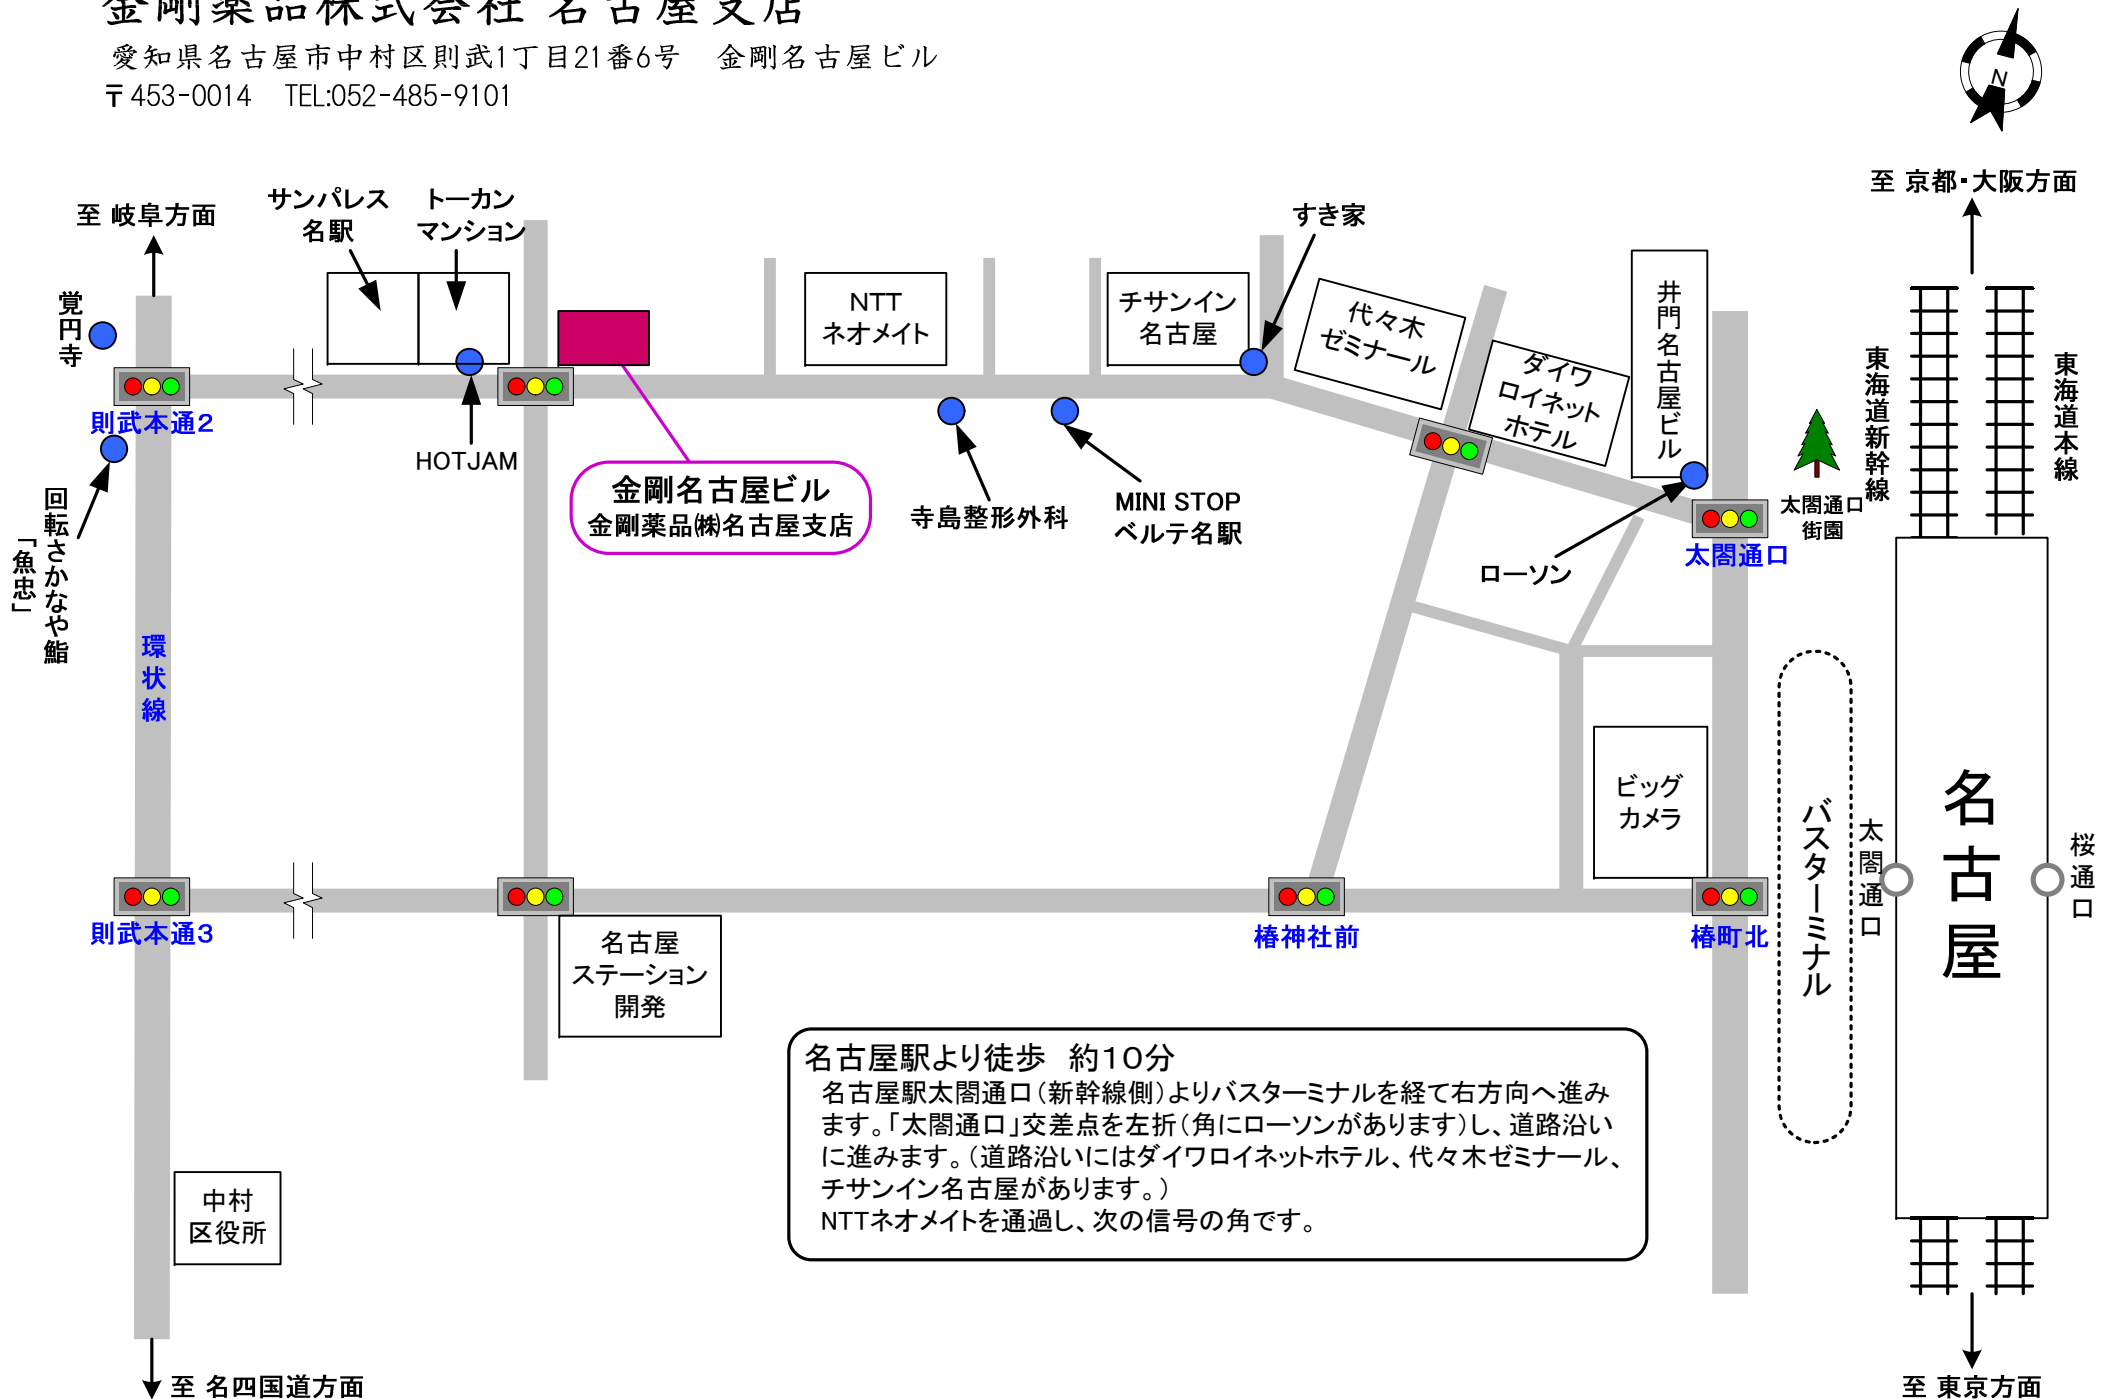 金剛薬品株式会社 名古屋支店
愛知県名古屋市中村区則武1丁目21番6号　金剛名古屋ビル
〒453-0014　TEL:052-485-9101
N
至 京都・大阪方面
至 岐阜方面
サンパレス
名駅
トーカン
マンション
すき家
覚円寺
NTT
ネオメイト
チサンイン
名古屋
代々木
ゼミナール
ダイワ
ロイネット
ホテル
井門名古屋ビル
東海道新幹線
東海道本線
則武本通2
HOTJAM
金剛名古屋ビル
金剛薬品㈱名古屋支店
寺島整形外科
MINI STOP
ベルテ名駅
ローソン
太閤通口
太閤通口
街園
回転さかなや鮨
「魚忠」
環状線
ビッグ
カメラ
バスターミナル
太閤通口
名古屋
桜通口
則武本通3
名古屋
ステーション
開発
椿神社前
椿町北
名古屋駅より徒歩　約10分
名古屋駅太閤通口（新幹線側）よりバスターミナルを経て右方向へ進み
ます。「太閤通口」交差点を左折（角にローソンがあります）し、道路沿い
に進みます。（道路沿いにはダイワロイネットホテル、代々木ゼミナール、
チサンイン名古屋があります。）
NTTネオメイトを通過し、次の信号の角です。
中村
区役所
至 名四国道方面
至 東京方面